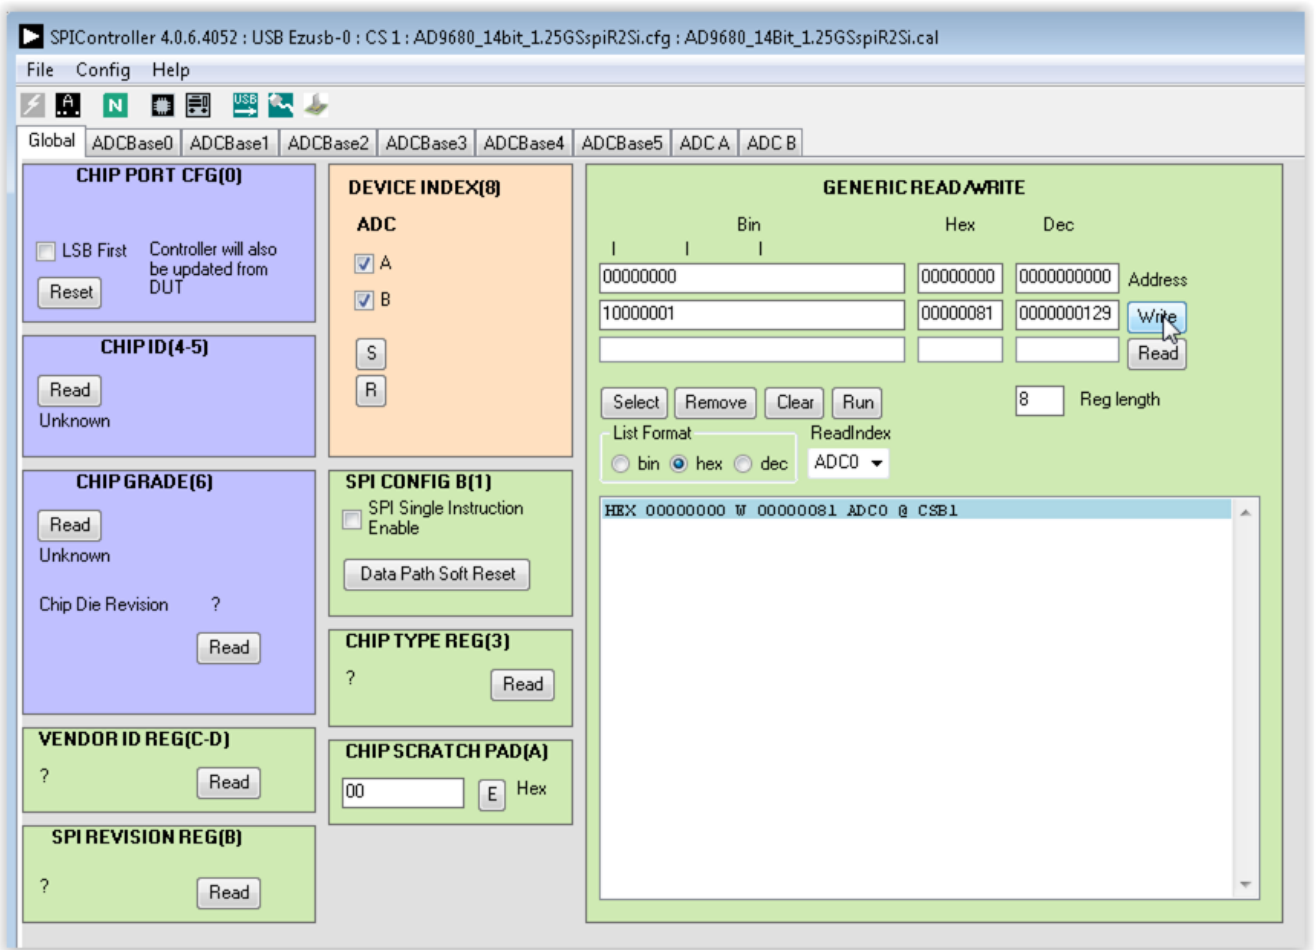 SPIController 4.0.6.4052 : USB Ezusb-0 : CS 1 : AD9680_14bit_1.25GSspiR2Si.cfg : AD9680_14Bit_1.25GSspiR2Si.cal
File Config Help
A N USB
Global ADCBase0 ADCBase1 ADCBase2 ADCBase3 ADCBase4 ADCBase5 ADC A ADC B
CHIP PORT CFG(0)
LSB First
Controller will also
be updated from
DUT
Reset
CHIP ID(4-5)
Read
Unknown
CHIP GRADE(6)
Read
Unknown
Chip Die Revision ?
Read
VENDOR ID REG(C-D)
? Read
SPI REVISION REG(B)
? Read
DEVICE INDEX(8)
ADC
A
B
S
R
SPI CONFIG B(1)
SPI Single Instruction
Enable
Data Path Soft Reset
CHIP TYPE REG(3)
? Read
CHIP SCRATCH PAD(A)
00 E Hex
GENERIC READ/WRITE
Bin Hex Dec
00000000 00000000 0000000000 Address
10000001 00000081 0000000129 Write
Read
Select Remove Clear Run 8 Reg length
List Format ReadIndex
bin hex dec ADC0
HEX 00000000 W 00000081 ADC0 @ CSB1